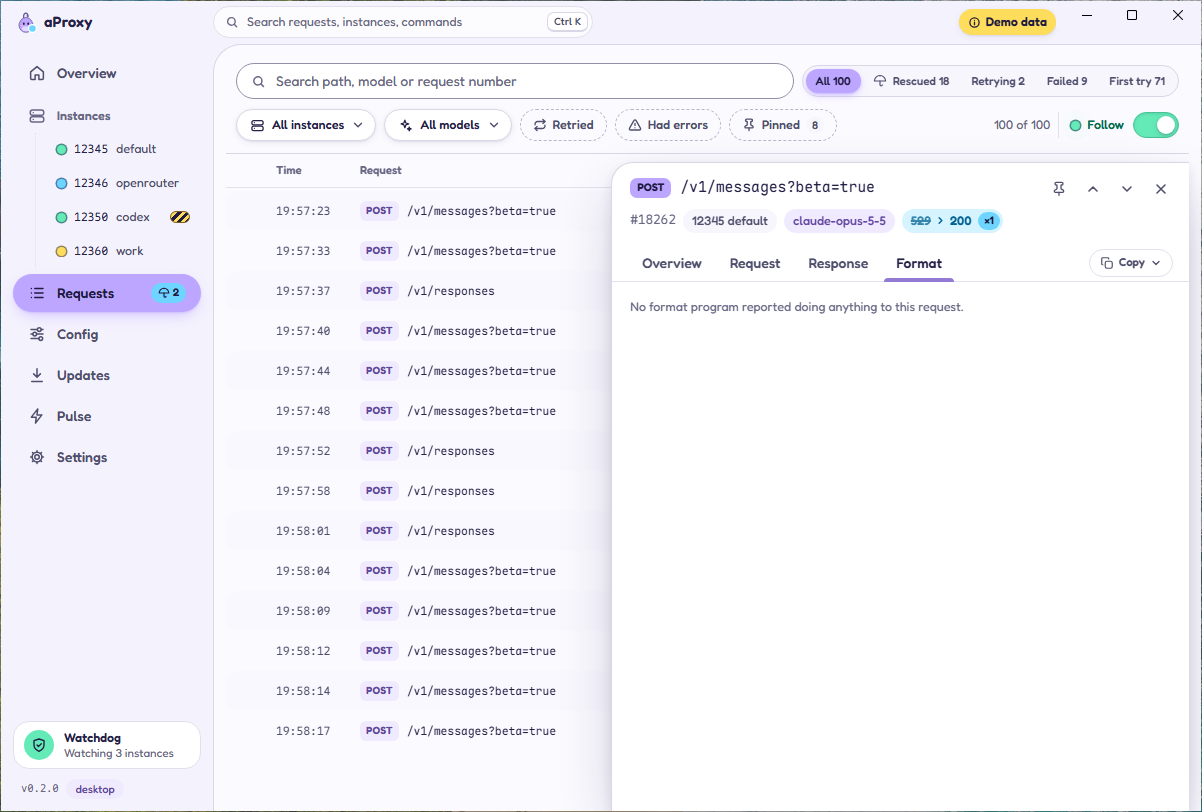 aProxy
Search requests, instances, commands
Ctrl K
Demo data
Overview
Instances
12345 default
12346 openrouter
12350 codex
12360 work
Requests 2
Config
Updates
Pulse
Settings
Watchdog
Watching 3 instances
v0.2.0 desktop
Search path, model or request number
All 100 Rescued 18 Retrying 2 Failed 9 First try 71
All instances All models Retried Had errors Pinned 8
100 of 100 Follow
Time Request
19:57:23 POST /v1/messages?beta=true
19:57:33 POST /v1/messages?beta=true
19:57:37 POST /v1/responses
19:57:40 POST /v1/messages?beta=true
19:57:44 POST /v1/messages?beta=true
19:57:48 POST /v1/messages?beta=true
19:57:52 POST /v1/responses
19:57:58 POST /v1/responses
19:58:01 POST /v1/responses
19:58:04 POST /v1/messages?beta=true
19:58:09 POST /v1/messages?beta=true
19:58:12 POST /v1/messages?beta=true
19:58:14 POST /v1/messages?beta=true
19:58:17 POST /v1/messages?beta=true
POST /v1/messages?beta=true
#18262 12345 default claude-opus-5-5 529 > 200 x1
Overview Request Response Format Copy
No format program reported doing anything to this request.